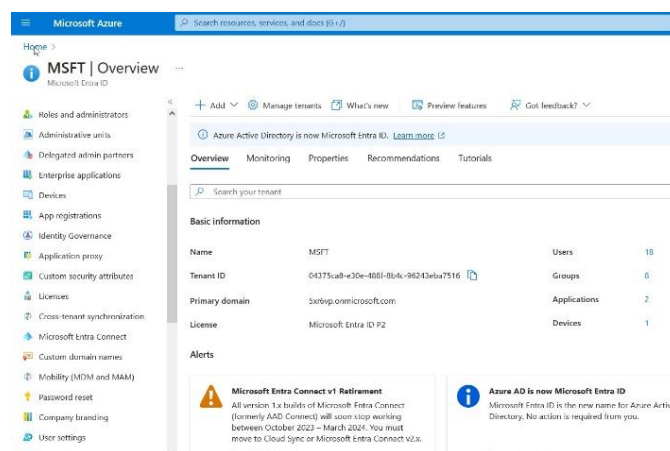 Microsoft Azure
Search resources, services, and docs (G+/)
Home >
MSFT | Overview ...
Microsoft Entra ID
«
Add
Manage tenants
What's new
Preview features
Got feedback?
Azure Active Directory is now Microsoft Entra ID. Learn more
Overview
Monitoring
Properties
Recommendations
Tutorials
Search your tenant
Roles and administrators
Administrative units
Delegated admin partners
Enterprise applications
Devices
App registrations
Identity Governance
Application proxy
Custom security attributes
Licenses
Cross-tenant synchronization
Microsoft Entra Connect
Custom domain names
Mobility (MDM and MAM)
Password reset
Company branding
User settings
Basic information
Name MSFT Users 18
Tenant ID 04375ca8-e30e-488f-8b4c-96243eba7516 Groups 6
Primary domain 5xr6vp.onmicrosoft.com Applications 2
License Microsoft Entra ID P2 Devices 1
Alerts
Microsoft Entra Connect v1 Retirement
All version 1.x builds of Microsoft Entra Connect
(formerly AAD Connect) will soon stop working
between October 2023 – March 2024. You must
move to Cloud Sync or Microsoft Entra Connect v2.x.
Azure AD is now Microsoft Entra ID
Microsoft Entra ID is the new name for Azure Activ
Directory. No action is required from you.